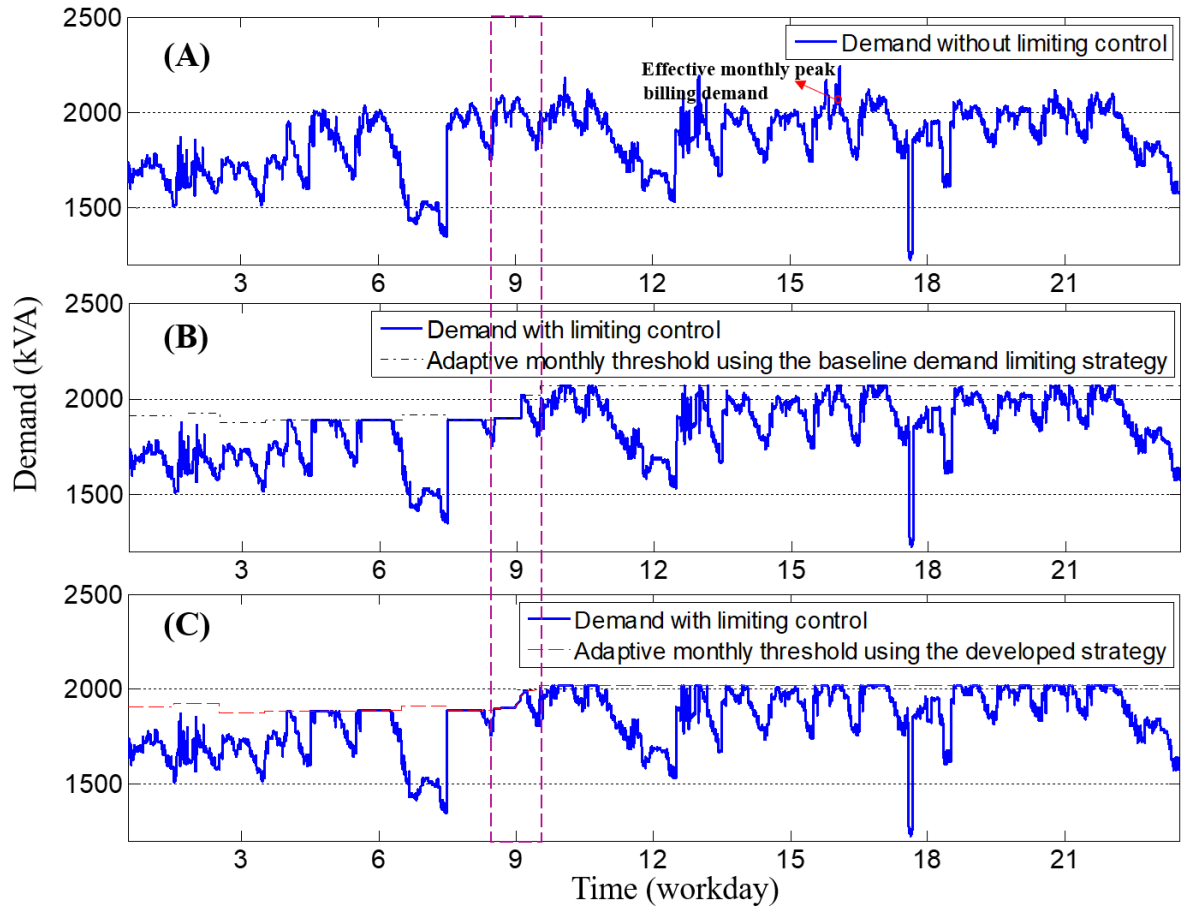 2500
(A)
Demand without limiting control
Effective monthly peak
billing demand
2000
1500
3 6 9 12 15 18 21
Demand (kVA)
2500
(B)
Demand with limiting control
Adaptive monthly threshold using the baseline demand limiting strategy
2000
1500
3 6 9 12 15 18 21
2500
(C)
Demand with limiting control
Adaptive monthly threshold using the developed strategy
2000
1500
3 6 9 12 15 18 21
Time (workday)